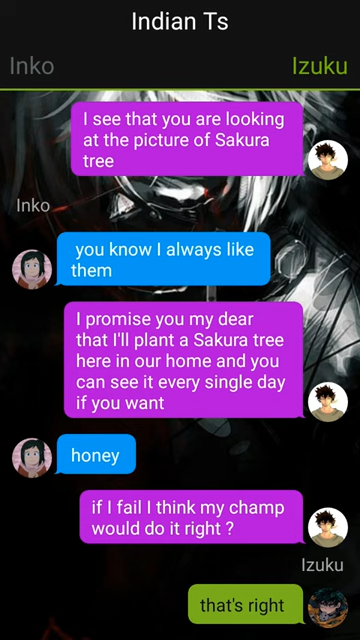 Indian Ts
Inko
Izuku
I see that you are looking
at the picture of Sakura
tree
Inko
you know I always like
them
I promise you my dear
that I'll plant a Sakura tree
here in our home and you
can see it every single day
if you want
honey
if I fail I think my champ
would do it right ?
Izuku
that's right